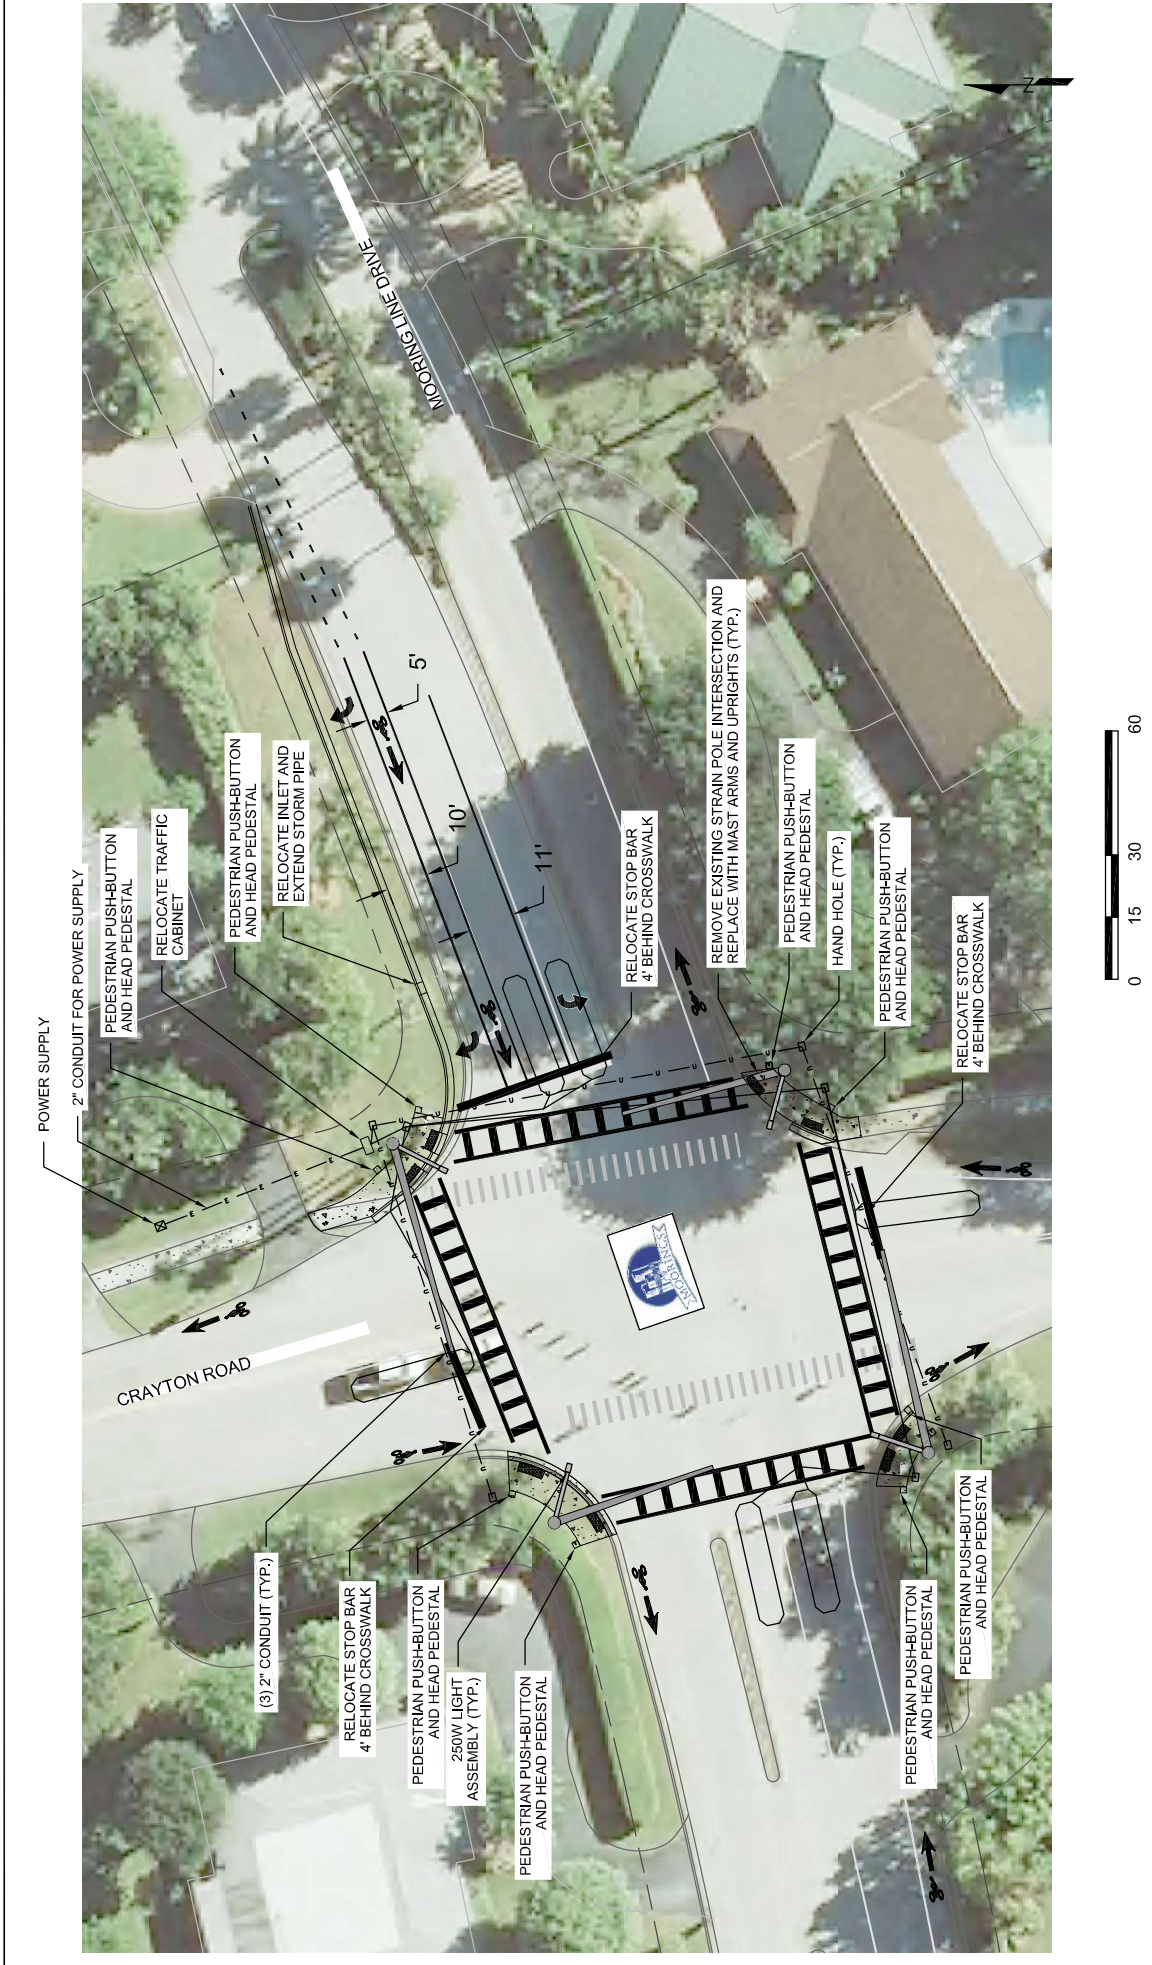 POWER SUPPLY
2" CONDUIT FOR POWER SUPPLY
PEDESTRIAN PUSH-BUTTON
AND HEAD PEDESTAL
RELOCATE TRAFFIC
CABINET
PEDESTRIAN PUSH-BUTTON
AND HEAD PEDESTAL
RELOCATE INLET AND
EXTEND STORM PIPE
MOORING LINE DRIVE
5'
10'
11'
RELOCATE STOP BAR
4' BEHIND CROSSWALK
REMOVE EXISTING STRAIN POLE INTERSECTION AND
REPLACE WITH MAST ARMS AND UPRIGHTS (TYP.)
PEDESTRIAN PUSH-BUTTON
AND HEAD PEDESTAL
HAND HOLE (TYP.)
PEDESTRIAN PUSH-BUTTON
AND HEAD PEDESTAL
RELOCATE STOP BAR
4' BEHIND CROSSWALK
CRAYTON ROAD
MOORINGS
(3) 2" CONDUIT (TYP.)
RELOCATE STOP BAR
4' BEHIND CROSSWALK
PEDESTRIAN PUSH-BUTTON
AND HEAD PEDESTAL
250W LIGHT
ASSEMBLY (TYP.)
PEDESTRIAN PUSH-BUTTON
AND HEAD PEDESTAL
PEDESTRIAN PUSH-BUTTON
AND HEAD PEDESTAL
PEDESTRIAN PUSH-BUTTON
AND HEAD PEDESTAL
N
0 15 30 60